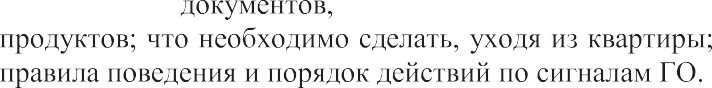 документов,
продуктов; что необходимо сделать, уходя из квартиры;
правила поведения и порядок действий по сигналам ГО.